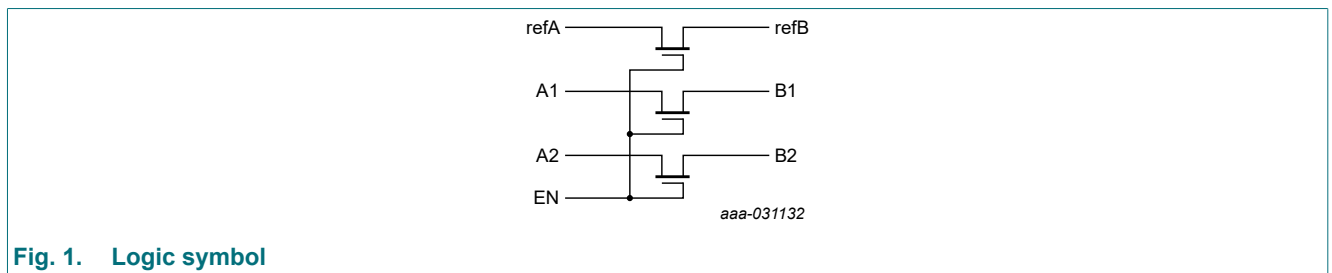 refA refB
A1 B1
A2 B2
EN
aaa-031132
Fig. 1. Logic symbol